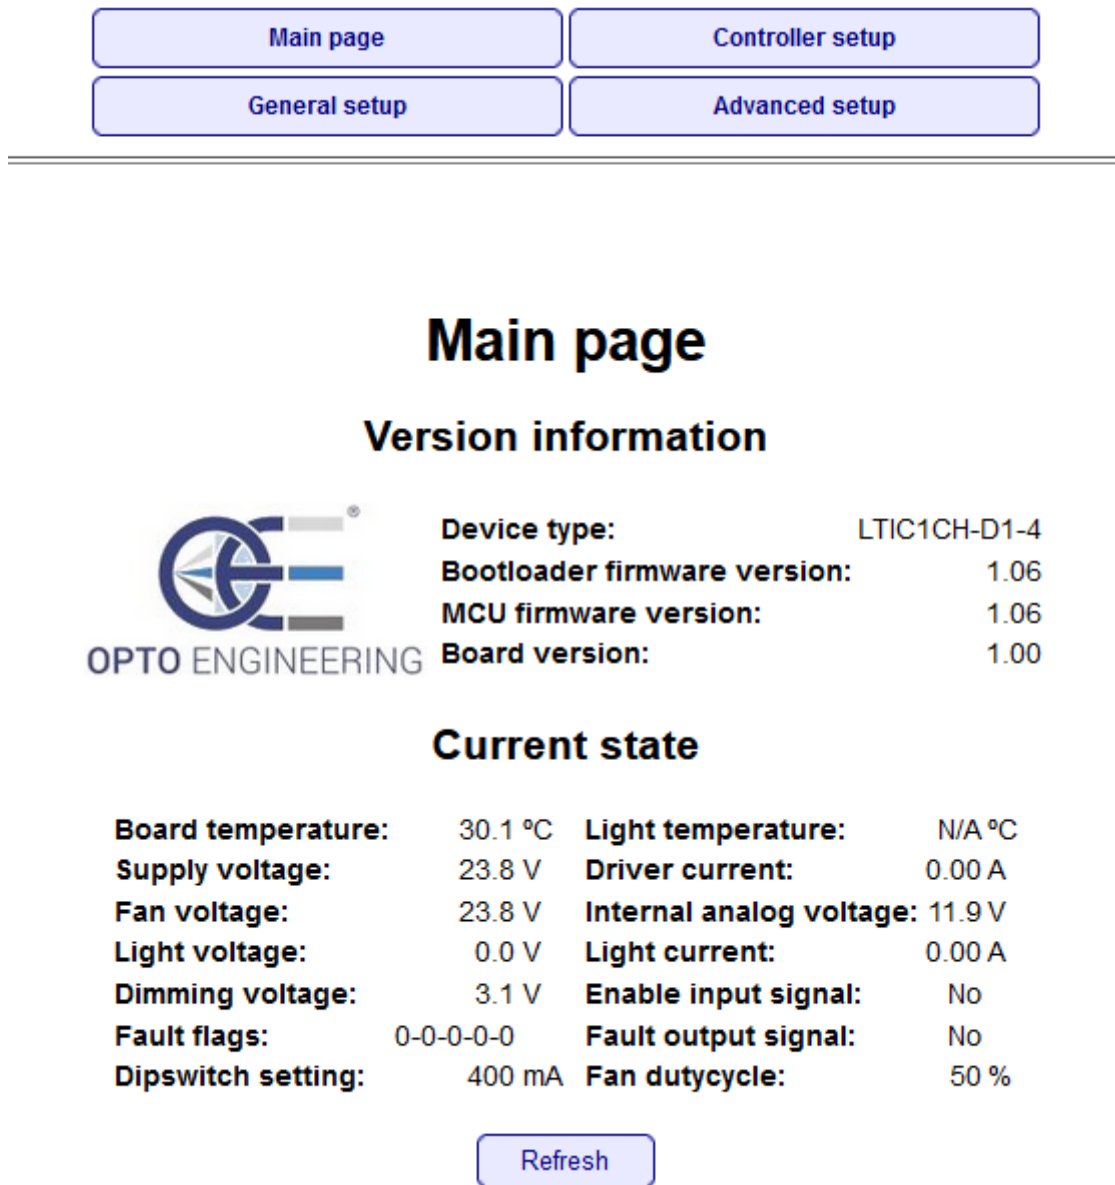 Main page Controller setup
General setup Advanced setup
Main page
Version information
®
OPTO ENGINEERING
Device type: LTIC1CH-D1-4
Bootloader firmware version: 1.06
MCU firmware version: 1.06
Board version: 1.00
Current state
Board temperature: 30.1 ºC Light temperature: N/A ºC
Supply voltage: 23.8 V Driver current: 0.00 A
Fan voltage: 23.8 V Internal analog voltage: 11.9 V
Light voltage: 0.0 V Light current: 0.00 A
Dimming voltage: 3.1 V Enable input signal: No
Fault flags: 0-0-0-0-0 Fault output signal: No
Dipswitch setting: 400 mA Fan dutycycle: 50 %
Refresh